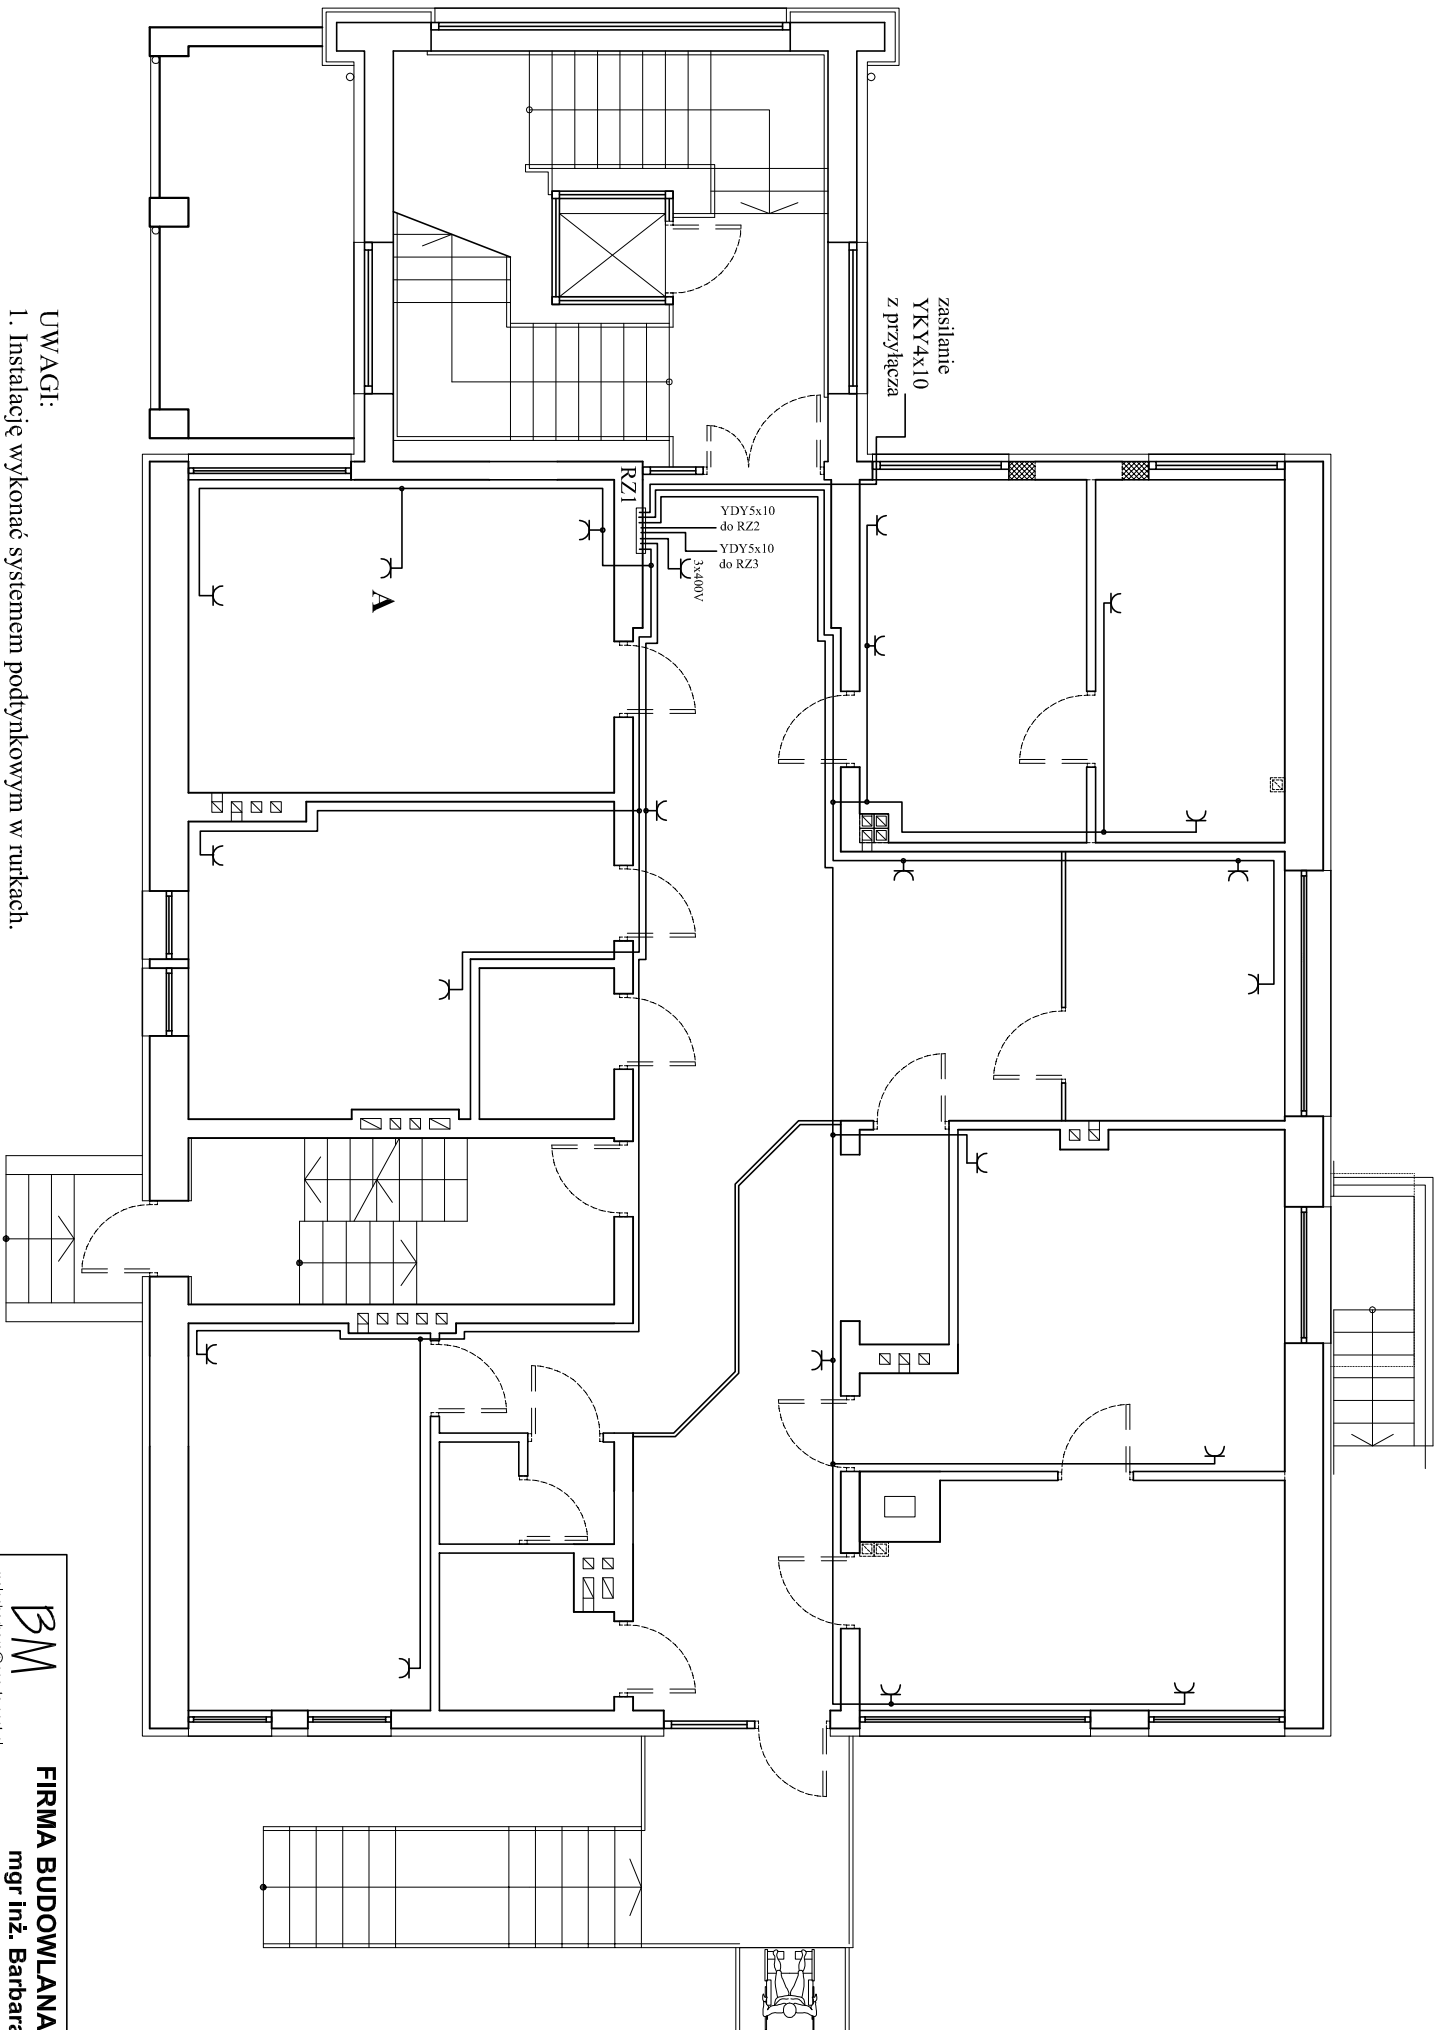 zasilanie
YKY4x10
z przyłącza
RZ1
YDY5x10
do RZ2
YDY5x10
do RZ3
3x400V
A
UWAGI:
1. Instalację wykonać systemem podtynkowym w rurkach.
BM
FIRMA BUDOWLANA
mgr inż. Barbara